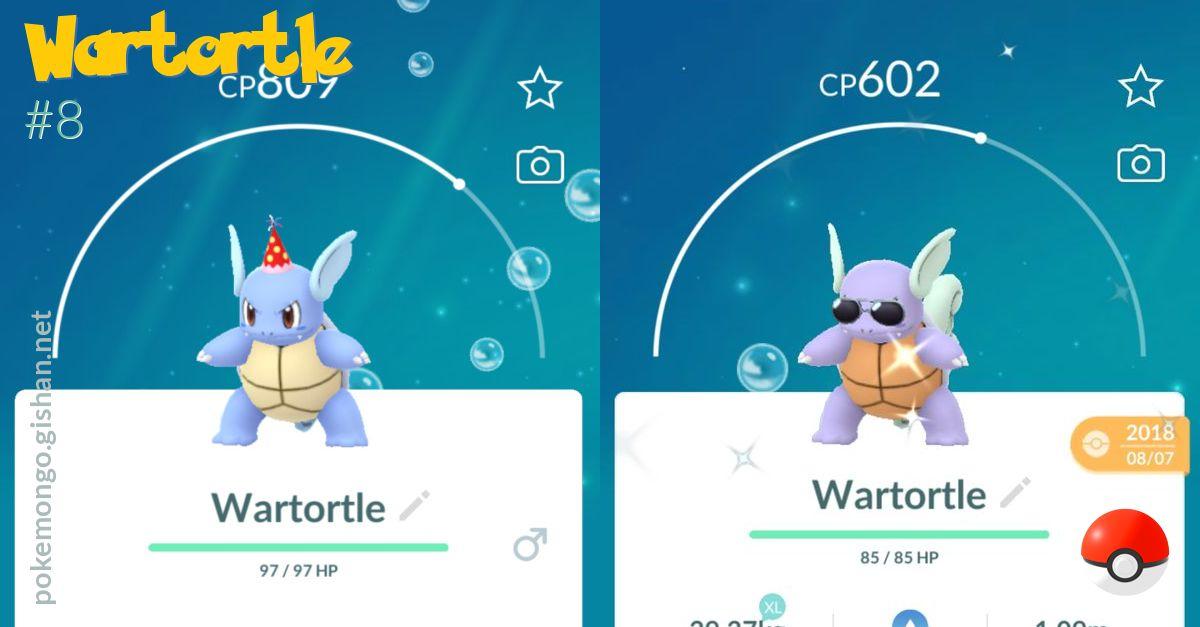 Wartortle
#8
CP809
Wartortle
97 / 97 HP
pokemongo.gishan.net
CP602
2018
08/07
Wartortle
85 / 85 HP
XL